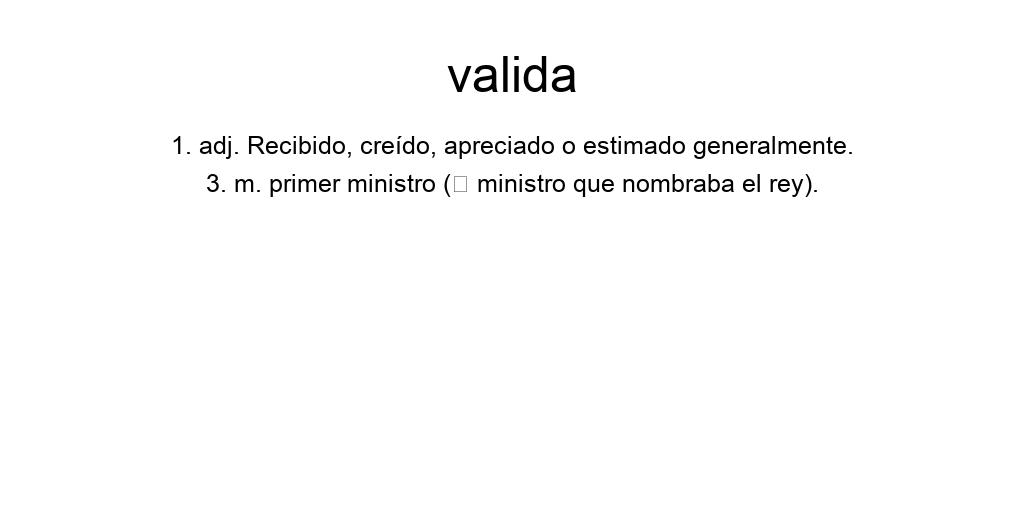 valida
1. adj. Recibido, creído, apreciado o estimado generalmente.
3. m. primer ministro (□ ministro que nombraba el rey).